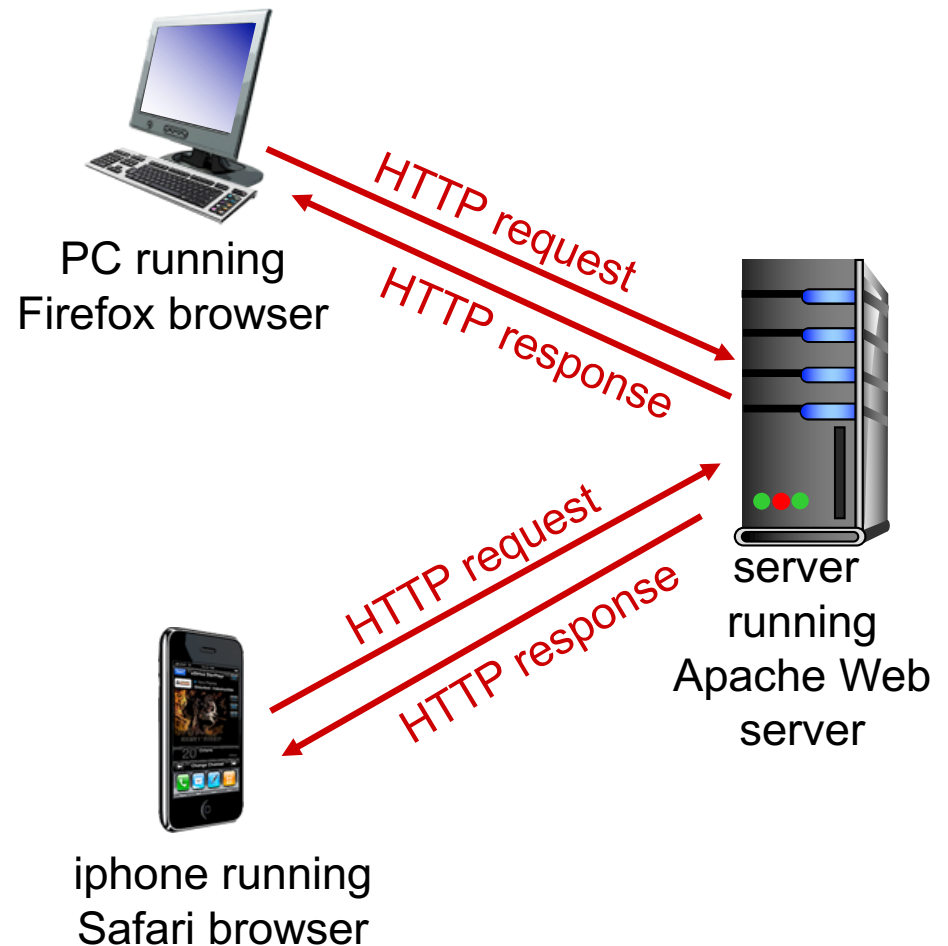 HTTP request
HTTP response
PC running
Firefox browser
HTTP request
HTTP response
server
running
Apache Web
server
iphone running
Safari browser